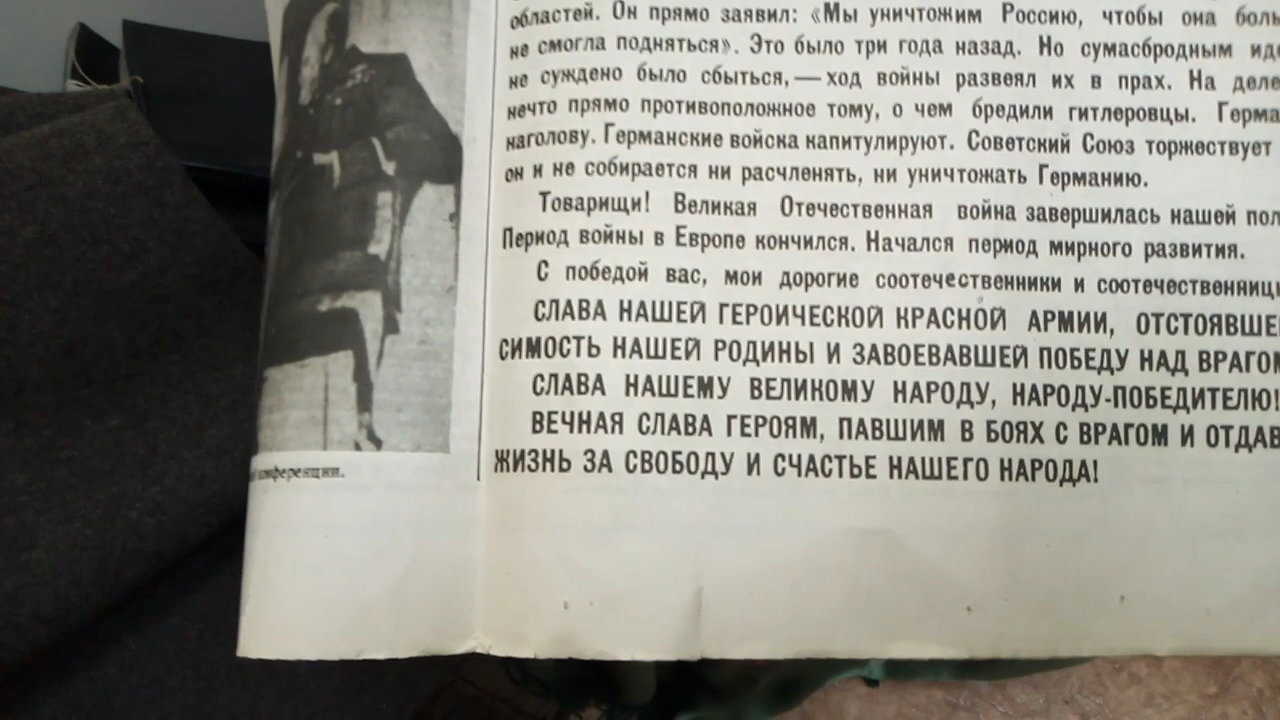 областей. Он прямо заявил: «Мы уничтожим Россию, чтобы она
не смогла подняться». Это было три года назад. Но сумасбродным
не суждено было сбыться, — ход войны развеял их в прах. На деле
нечто прямо противоположное тому, о чем бредили гитлеровцы.
наголову. Германские войска капитулируют. Советский Союз торжествует
он и не собирается ни расчленять, ни уничтожать Германию.
Товарищи! Великая Отечественная война завершилась нашей
Период войны в Европе кончился. Начался период мирного развития.
С победой вас, мои дорогие соотечественники и
СЛАВА НАШЕЙ ГЕРОИЧЕСКОЙ КРАСНОЙ АРМИИ,
СИМОСТЬ НАШЕЙ РОДИНЫ И ЗАВОЕВАВШЕЙ ПОБЕДУ НАД
СЛАВА НАШЕМУ ВЕЛИКОМУ НАРОДУ, НАРОДУ-ПОБЕДИТЕЛЮ!
ВЕЧНАЯ СЛАВА ГЕРОЯМ, ПАВШИМ В БОЯХ С ВРАГОМ И
ЖИЗНЬ ЗА СВОБОДУ И СЧАСТЬЕ НАШЕГО НАРОДА!
конференции.